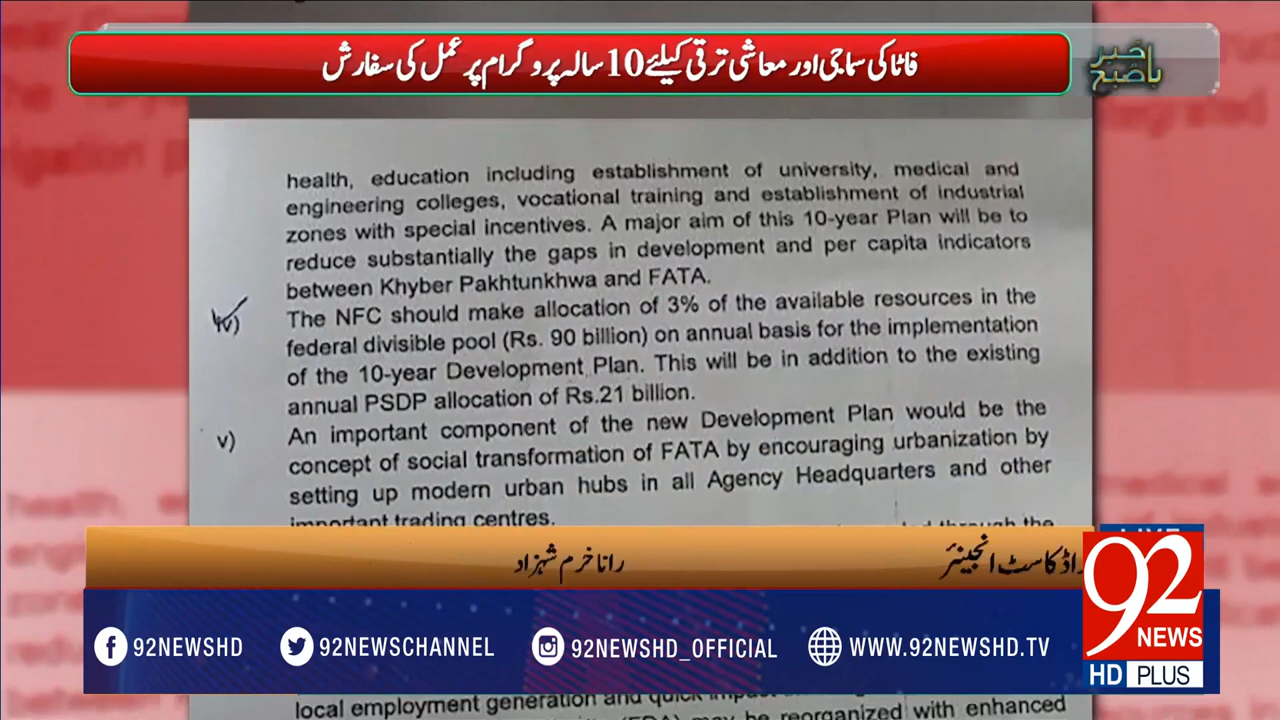 فاٹا کی سماجی اور معاشی ترقی کیلئے 10 سالہ پروگرام پر عمل کی سفارش
باخبر صبح
health, education including establishment of university, medical and
engineering colleges, vocational training and establishment of industrial
zones with special incentives. A major aim of this 10-year Plan will be to
reduce substantially the gaps in development and per capita indicators
between Khyber Pakhtunkhwa and FATA.
iv) The NFC should make allocation of 3% of the available resources in the
federal divisible pool (Rs. 90 billion) on annual basis for the implementation
of the 10-year Development Plan. This will be in addition to the existing
annual PSDP allocation of Rs.21 billion.
v) An important component of the new Development Plan would be the
concept of social transformation of FATA by encouraging urbanization by
setting up modern urban hubs in all Agency Headquarters and other
important trading centres.
through the
انجینئر
رانا خرم شہزاد
LIVE
92NEWSHD
92NEWSCHANNEL
92NEWSHD_OFFICIAL
WWW.92NEWSHD.TV
92
NEWS
HD PLUS
local employment generation and quick impact
may be reorganized with enhanced